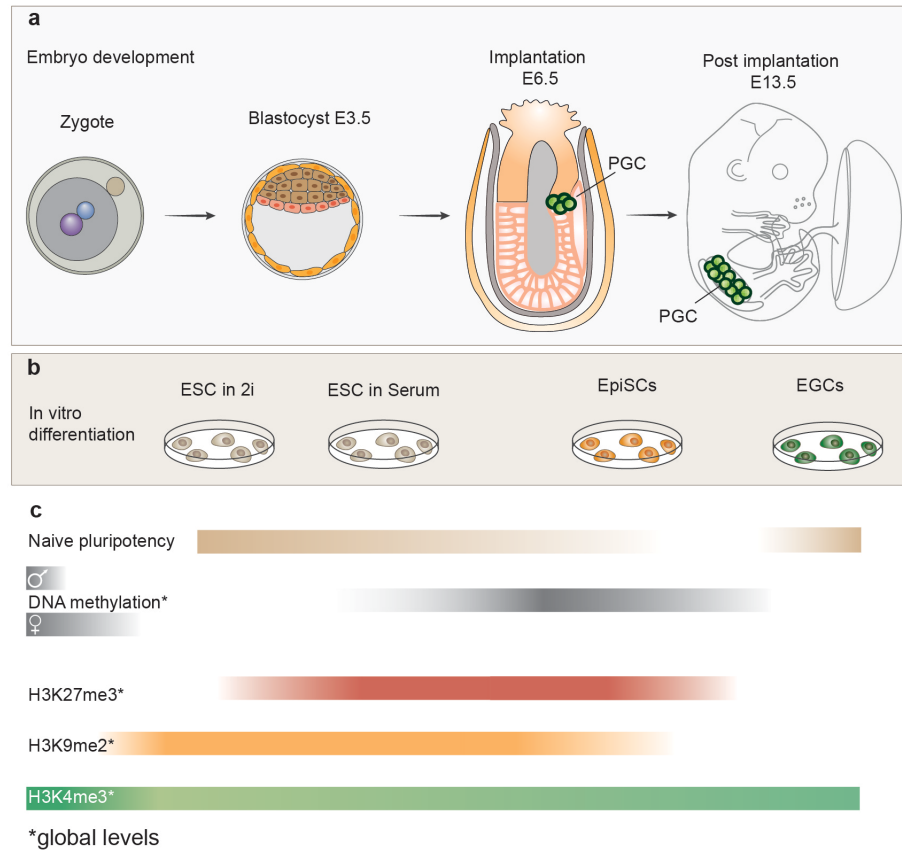 a
Embryo development
Zygote
Blastocyst E3.5
Implantation
E6.5
Post implantation
E13.5
PGC
PGC
b
In vitro
differentiation
ESC in 2i
ESC in Serum
EpiSCs
EGCs
c
Naive pluripotency
♂
DNA methylation*
♀
H3K27me3*
H3K9me2*
H3K4me3*
*global levels